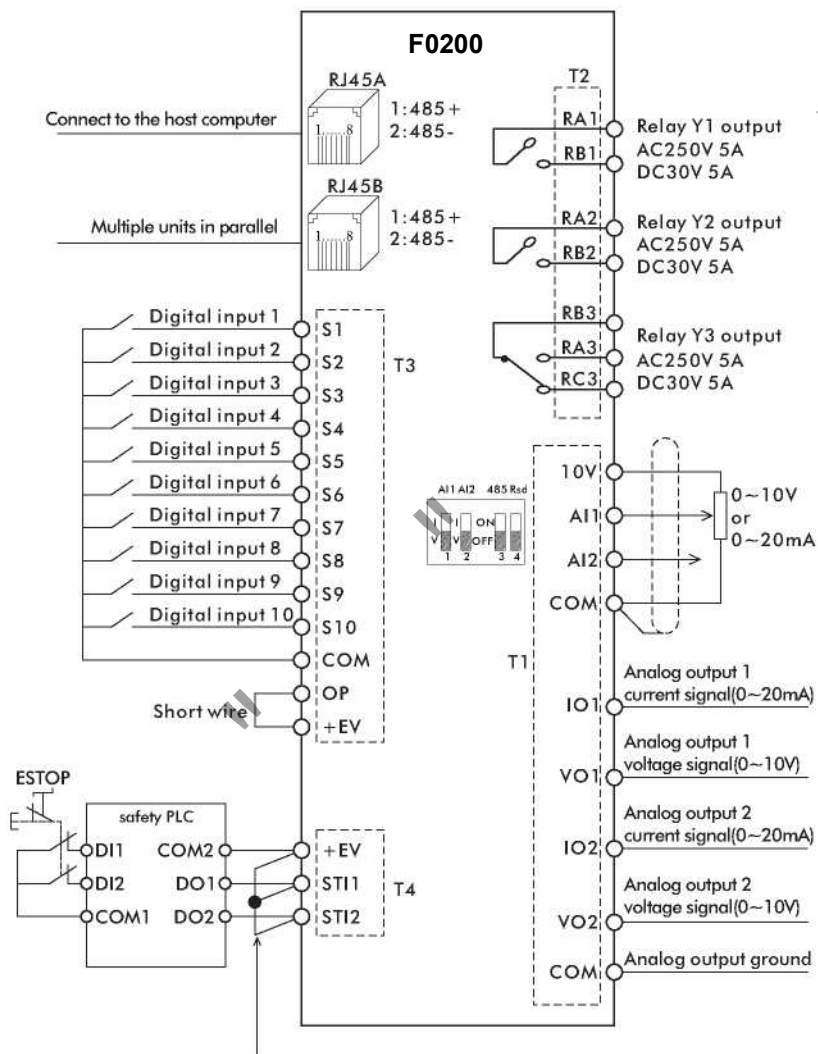 F0200
RJ45A
Connect to the host computer
1:485+
2:485-
1.....8
RJ45B
Multiple units in parallel
1:485+
2:485-
1.....8
T2
RA1
RB1
Relay Y1 output
AC250V 5A
DC30V 5A
RA2
RB2
Relay Y2 output
AC250V 5A
DC30V 5A
RB3
RA3
RC3
Relay Y3 output
AC250V 5A
DC30V 5A
Digital input 1
S1
Digital input 2
S2
Digital input 3
S3
Digital input 4
S4
Digital input 5
S5
Digital input 6
S6
Digital input 7
S7
Digital input 8
S8
Digital input 9
S9
Digital input 10
S10
COM
OP
Short wire
+EV
T3
AI1 AI2 485 Rsd
I I ON
V V OFF
1 2 3 4
10V
AI1
AI2
COM
0~10V
or
0~20mA
T1
IO1
Analog output 1
current signal(0~20mA)
VO1
Analog output 1
voltage signal(0~10V)
IO2
Analog output 2
current signal(0~20mA)
VO2
Analog output 2
voltage signal(0~10V)
COM
Analog output ground
ESTOP
safety PLC
DI1 COM2
DI2 DO1
COM1 DO2
+EV
STI1
STI2
T4